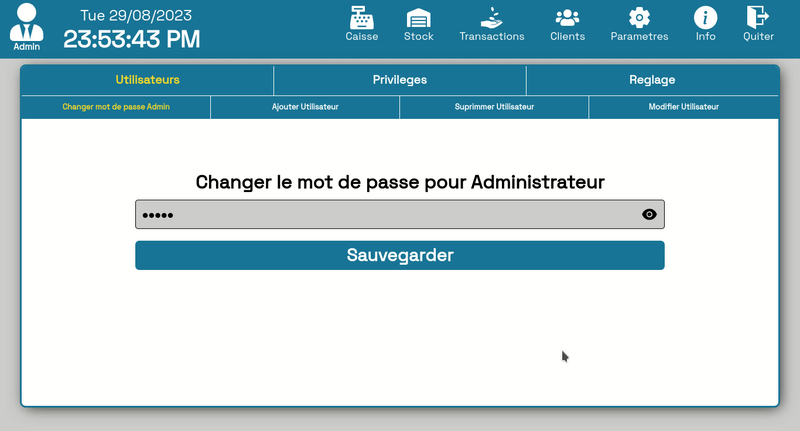 Tue 29/08/2023
23:53:43 PM
Admin
Caisse
Stock
Transactions
Clients
Parametres
Info
Quiter
Utilisateurs
Privileges
Reglage
Changer mot de passe Admin
Ajouter Utilisateur
Suprimmer Utilisateur
Modifier Utilisateur
Changer le mot de passe pour Administrateur
•••••
Sauvegarder